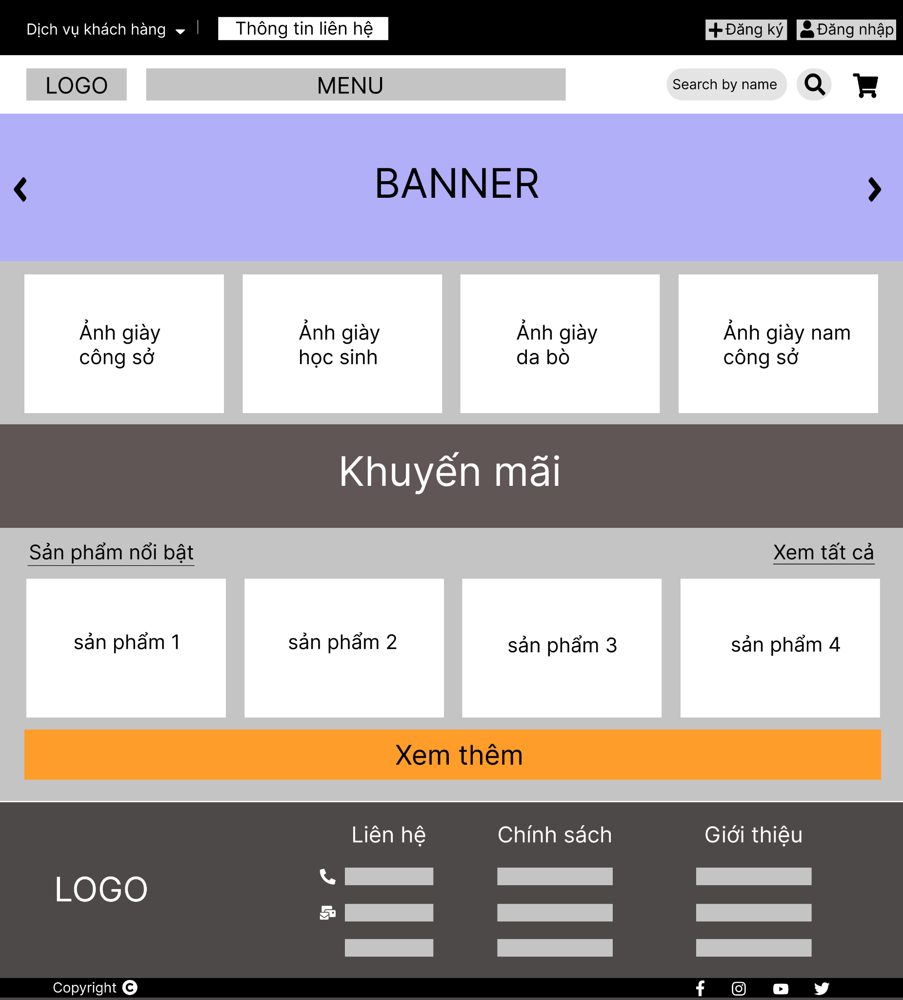 Dịch vụ khách hàng
Thông tin liên hệ
Đăng ký
Đăng nhập
LOGO
MENU
Search by name
BANNER
Ảnh giày
công sở
Ảnh giày
học sinh
Ảnh giày
da bò
Ảnh giày nam
công sở
Khuyến mãi
Sản phẩm nổi bật
Xem tất cả
sản phẩm 1
sản phẩm 2
sản phẩm 3
sản phẩm 4
Xem thêm
LOGO
Liên hệ
Chính sách
Giới thiệu
Copyright ©